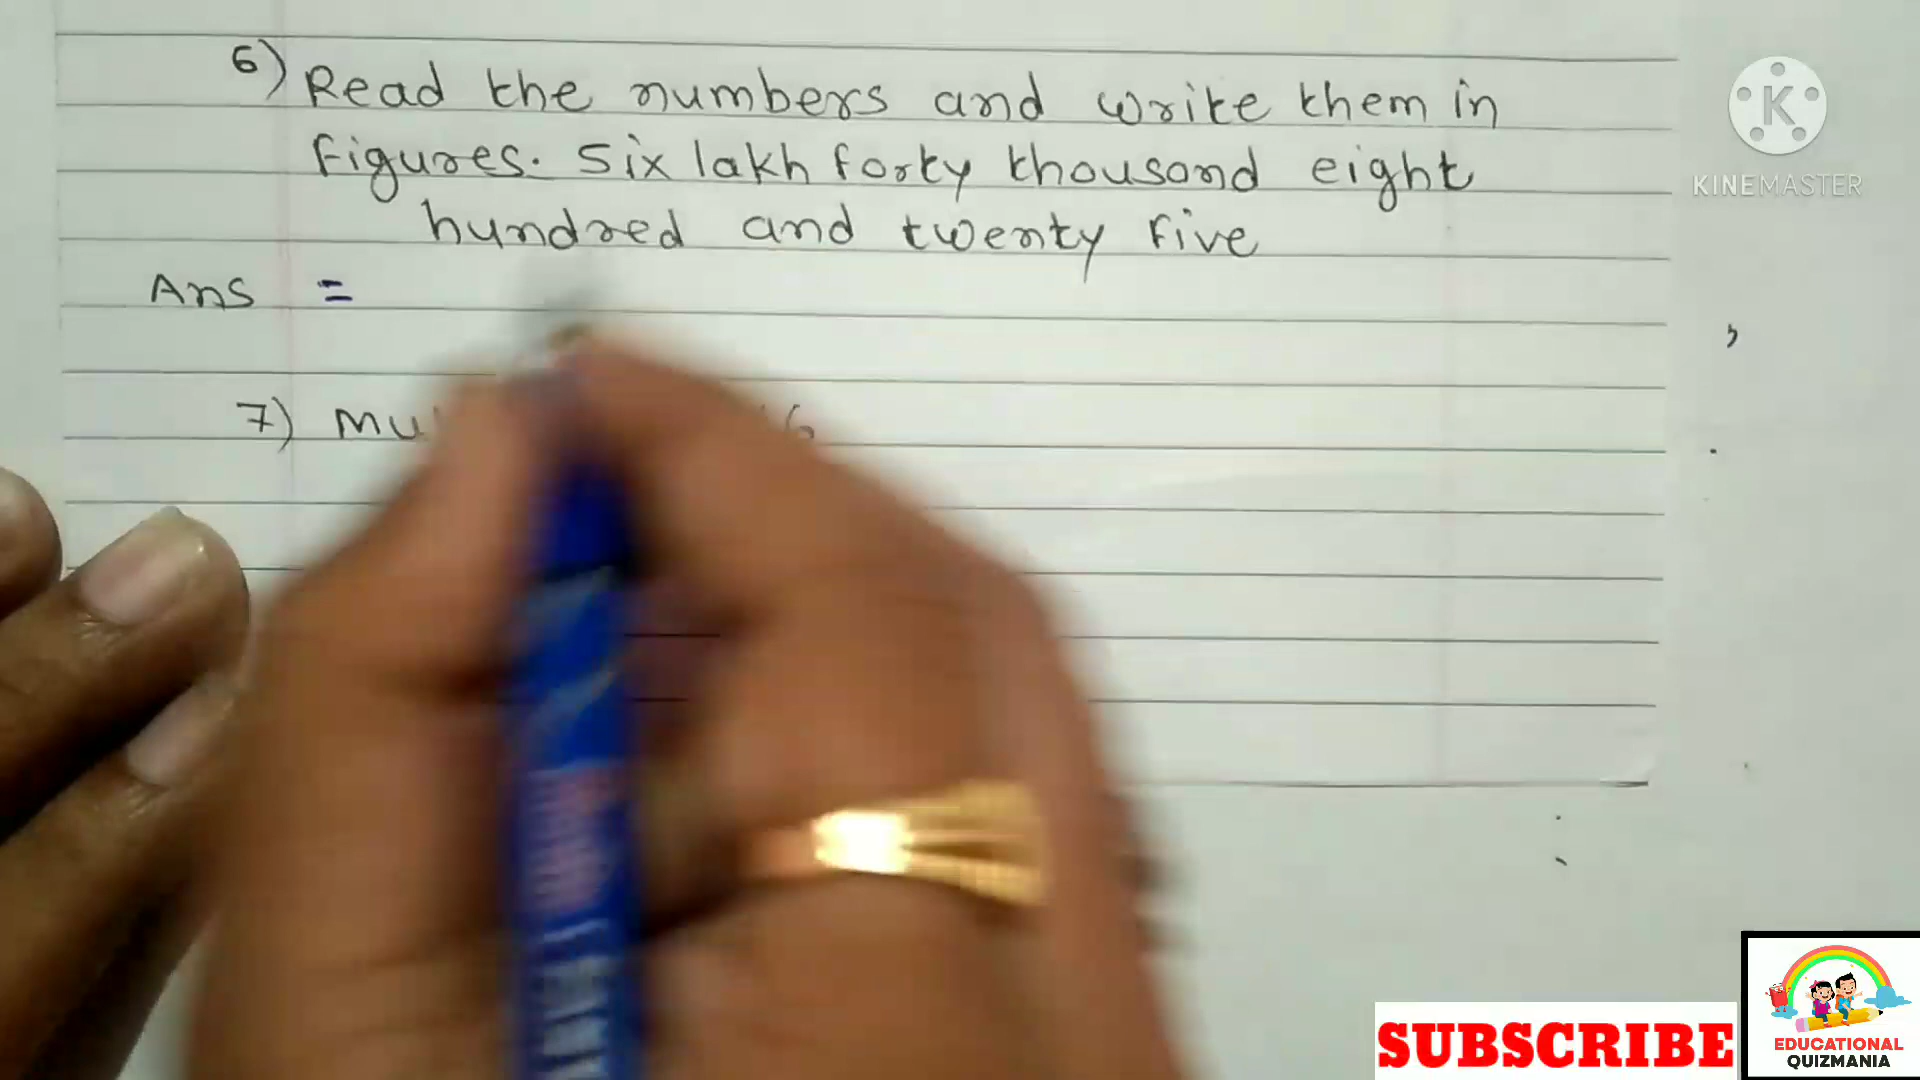 6) Read the numbers and write them in
figures. Six lakh forty thousand eight
hundred and twenty five
Ans =
7)
KINEMASTER
SUBSCRIBE
EDUCATIONAL
QUIZMANIA